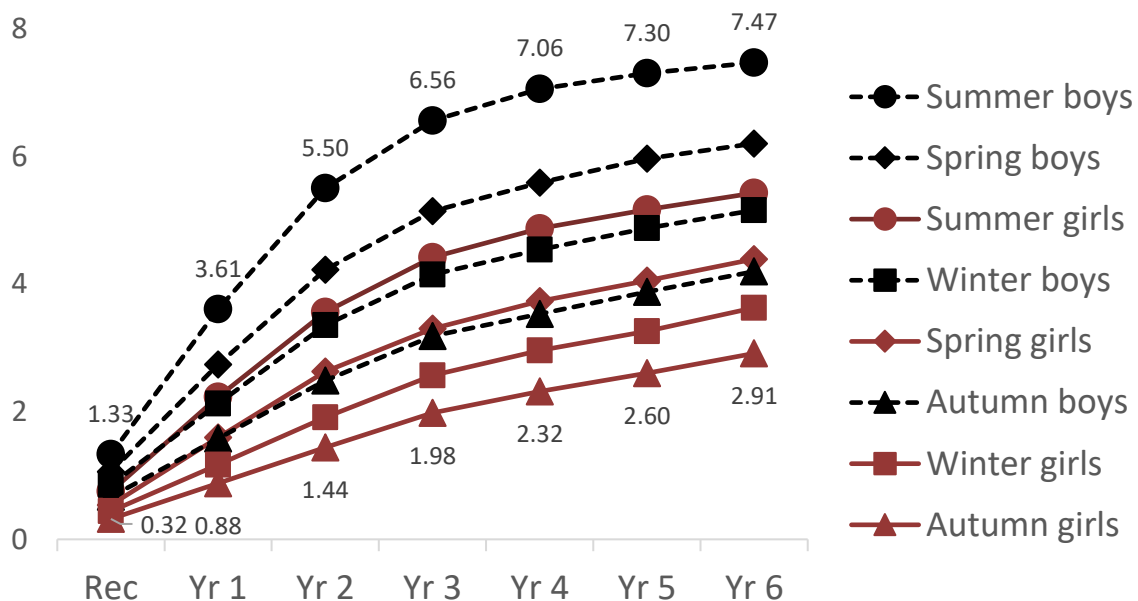 8
6
4
2
0
1.33
3.61
5.50
6.56
7.06
7.30
7.47
0.32
0.88
1.44
1.98
2.32
2.60
2.91
Rec
Yr 1
Yr 2
Yr 3
Yr 4
Yr 5
Yr 6
Summer boys
Spring boys
Summer girls
Winter boys
Spring girls
Autumn boys
Winter girls
Autumn girls